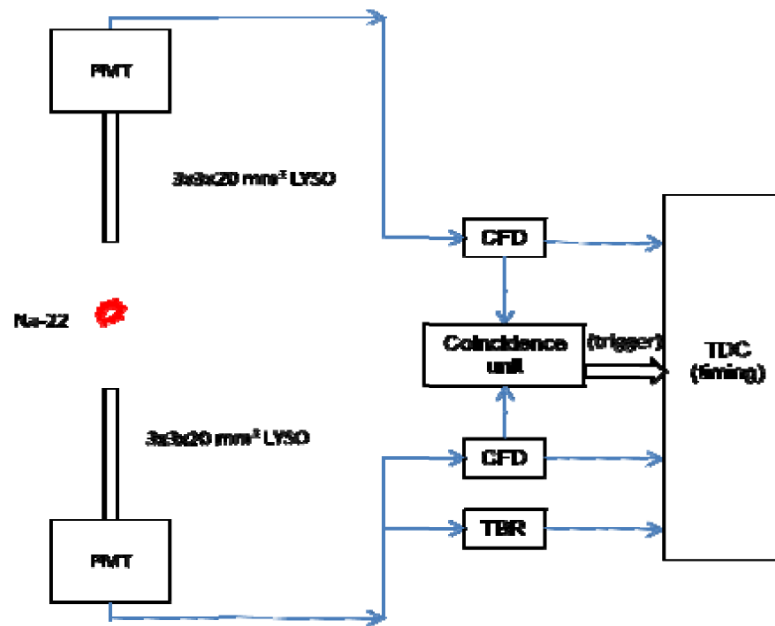 PMT
3x3x20 mm³ LYSO
CFD
Na-22
Coincidence
unit
(trigger)
TDC
(timing)
3x3x20 mm³ LYSO
CFD
TBR
PMT